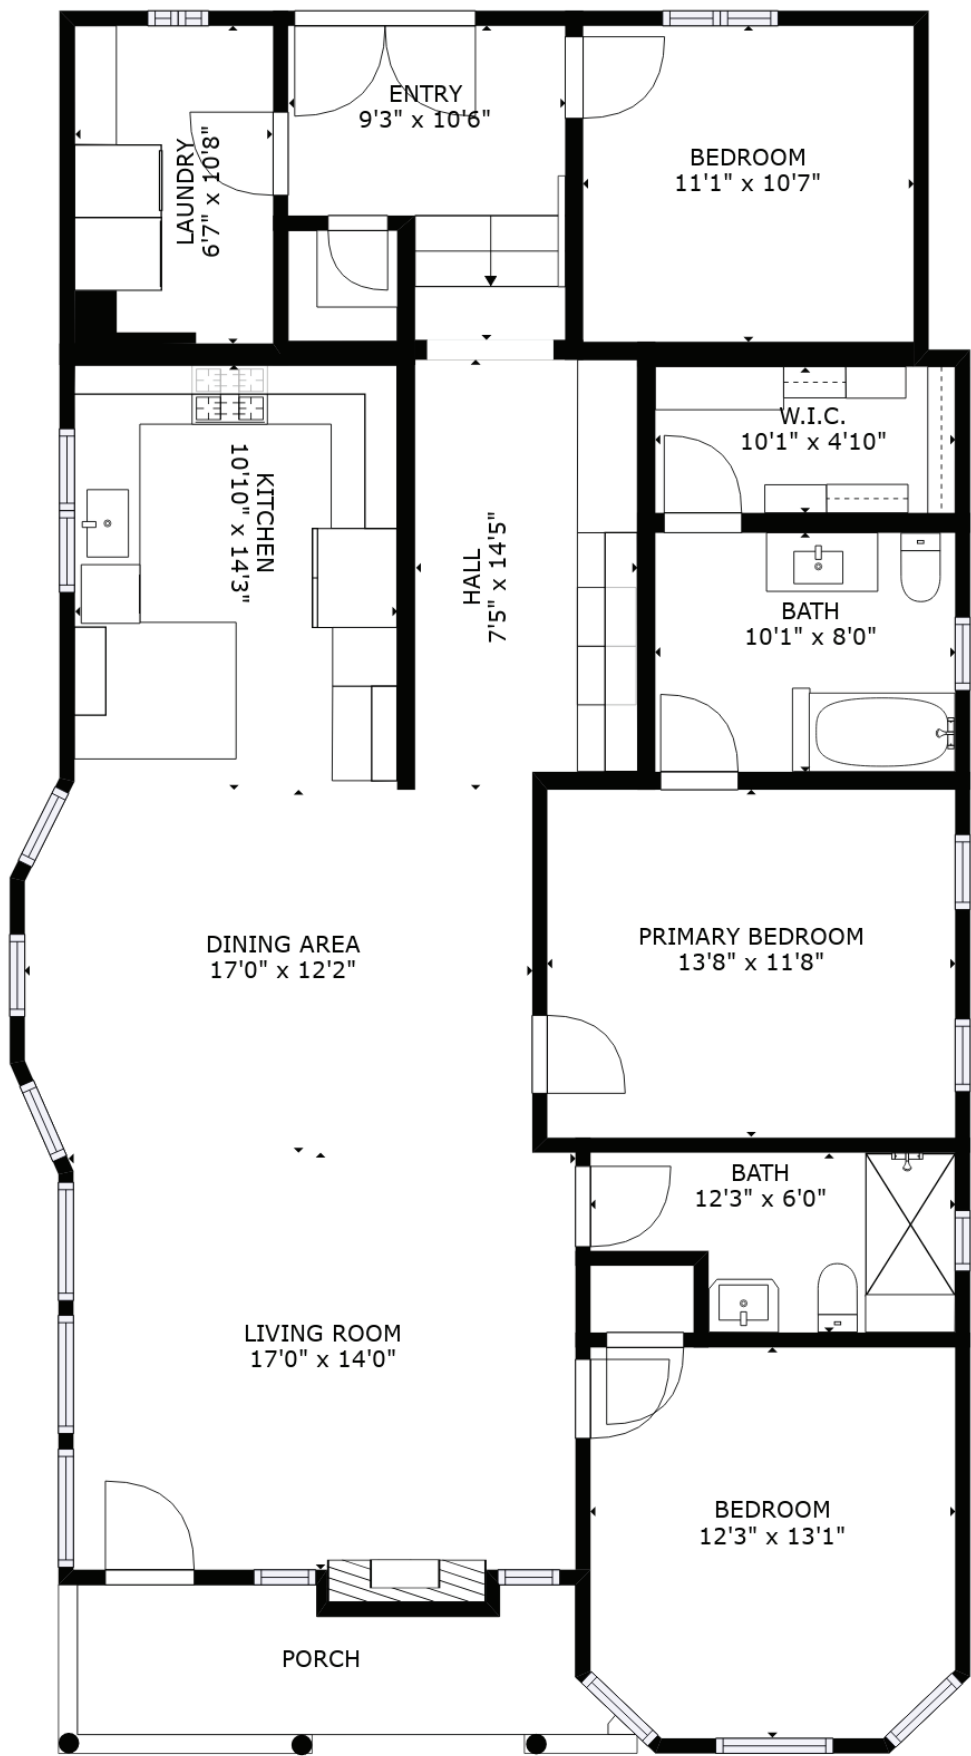 ENTRY
9'3" x 10'6"
LAUNDRY
6'7" x 10'8"
BEDROOM
11'1" x 10'7"
W.I.C.
10'1" x 4'10"
KITCHEN
10'10" x 14'3"
HALL
7'5" x 14'5"
BATH
10'1" x 8'0"
DINING AREA
17'0" x 12'2"
PRIMARY BEDROOM
13'8" x 11'8"
BATH
12'3" x 6'0"
LIVING ROOM
17'0" x 14'0"
BEDROOM
12'3" x 13'1"
PORCH